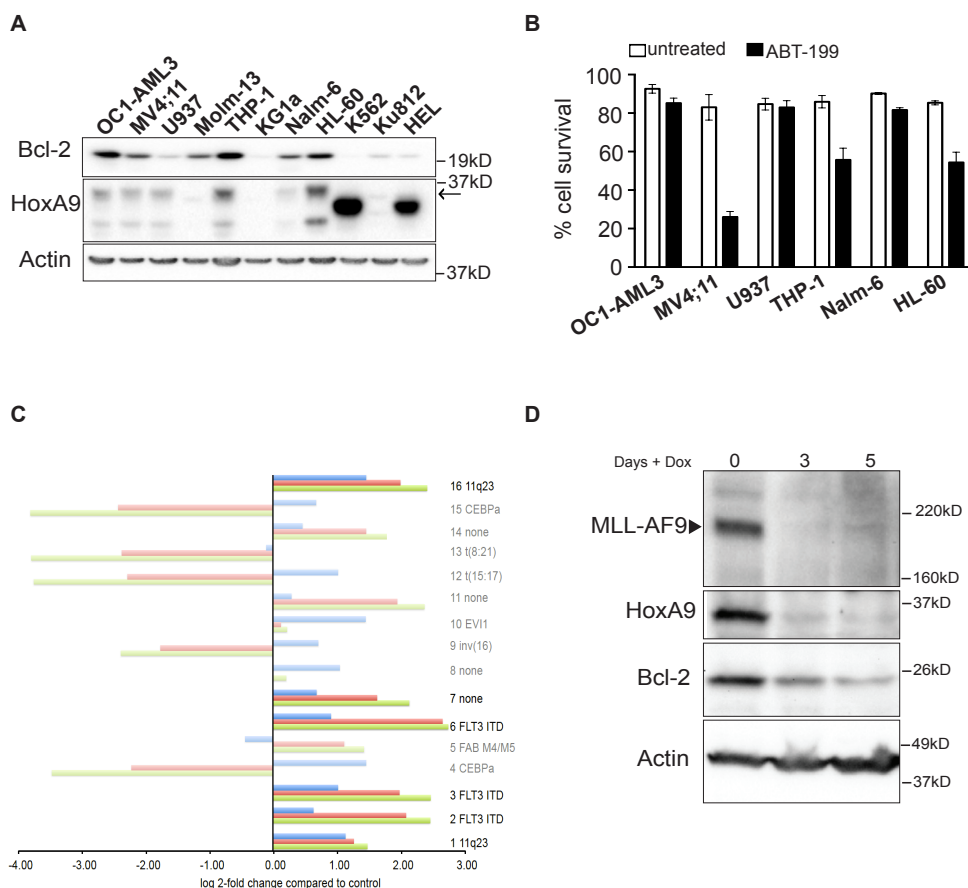 A
OC1-AML3
MV4;11
U937
Molm-13
THP-1
KG1a
Nalm-6
HL-60
K562
Ku812
HEL
Bcl-2
19kD
37kD
HoxA9
Actin
37kD
B
untreated
ABT-199
% cell survival
100
80
60
40
20
0
OC1-AML3
MV4;11
U937
THP-1
Nalm-6
HL-60
C
16 11q23
15 CEBPa
14 none
13 t(8:21)
12 t(15:17)
11 none
10 EVI1
9 inv(16)
8 none
7 none
6 FLT3 ITD
5 FAB M4/M5
4 CEBPa
3 FLT3 ITD
2 FLT3 ITD
1 11q23
-4.00 -3.00 -2.00 -1.00 0.00 1.00 2.00 3.00
log 2-fold change compared to control
D
Days + Dox 0 3 5
MLL-AF9
220kD
160kD
HoxA9
37kD
Bcl-2
26kD
Actin
49kD
37kD